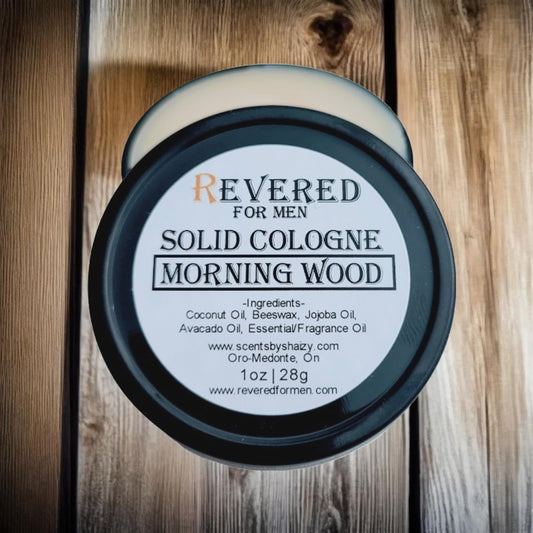 REVERED
FOR MEN
SOLID COLOGNE
MORNING WOOD
-Ingredients-
Coconut Oil, Beeswax, Jojoba Oil,
Avacado Oil, Essential/Fragrance Oil
www.scentsbyshaizy.com
Oro-Medonte, On
1oz | 28g
www.reveredformen.com